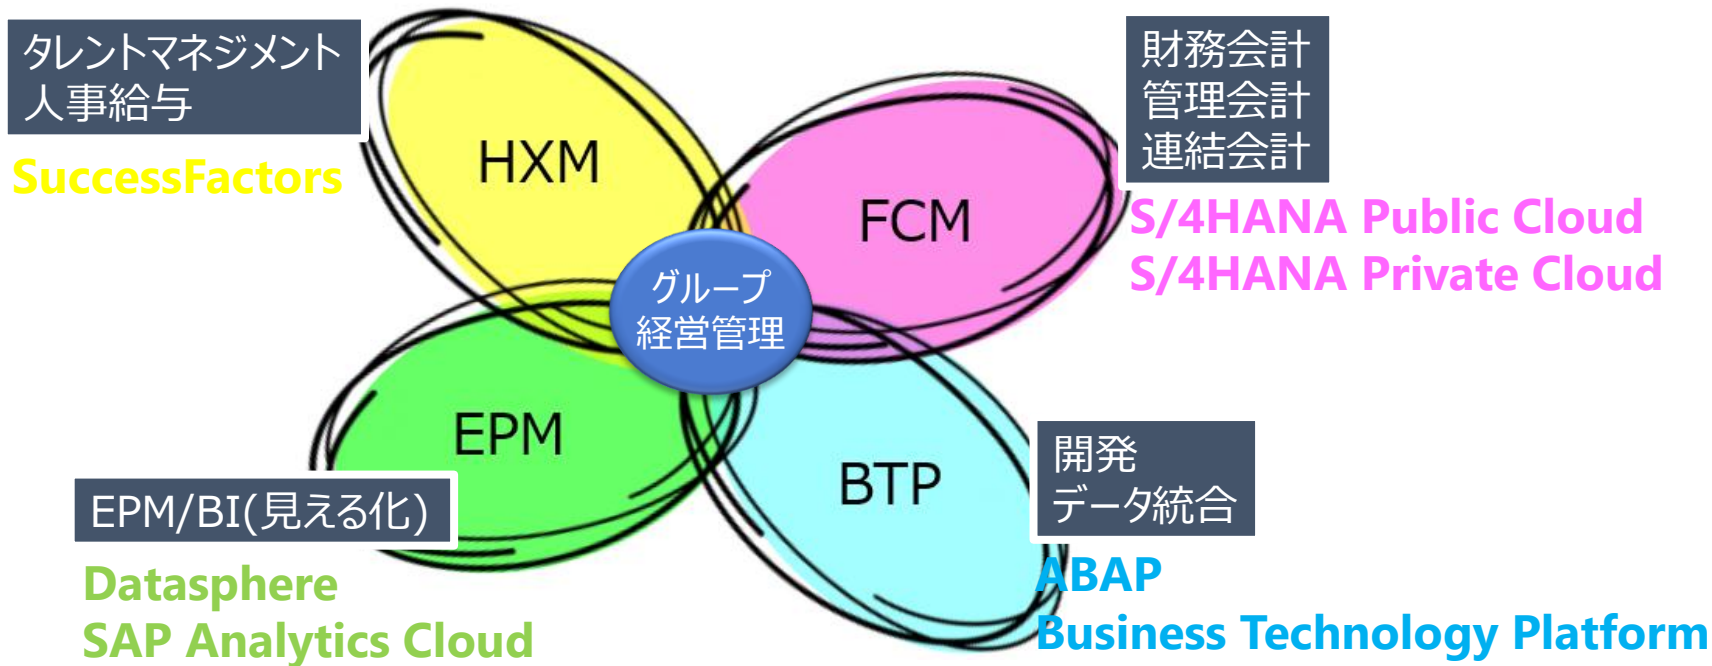 タレントマネジメント
人事給与
SuccessFactors
HXM
財務会計
管理会計
連結会計
FCM
S/4HANA Public Cloud
S/4HANA Private Cloud
グループ
経営管理
EPM
EPM/BI(見える化)
Datasphere
SAP Analytics Cloud
BTP
開発
データ統合
ABAP
Business Technology Platform